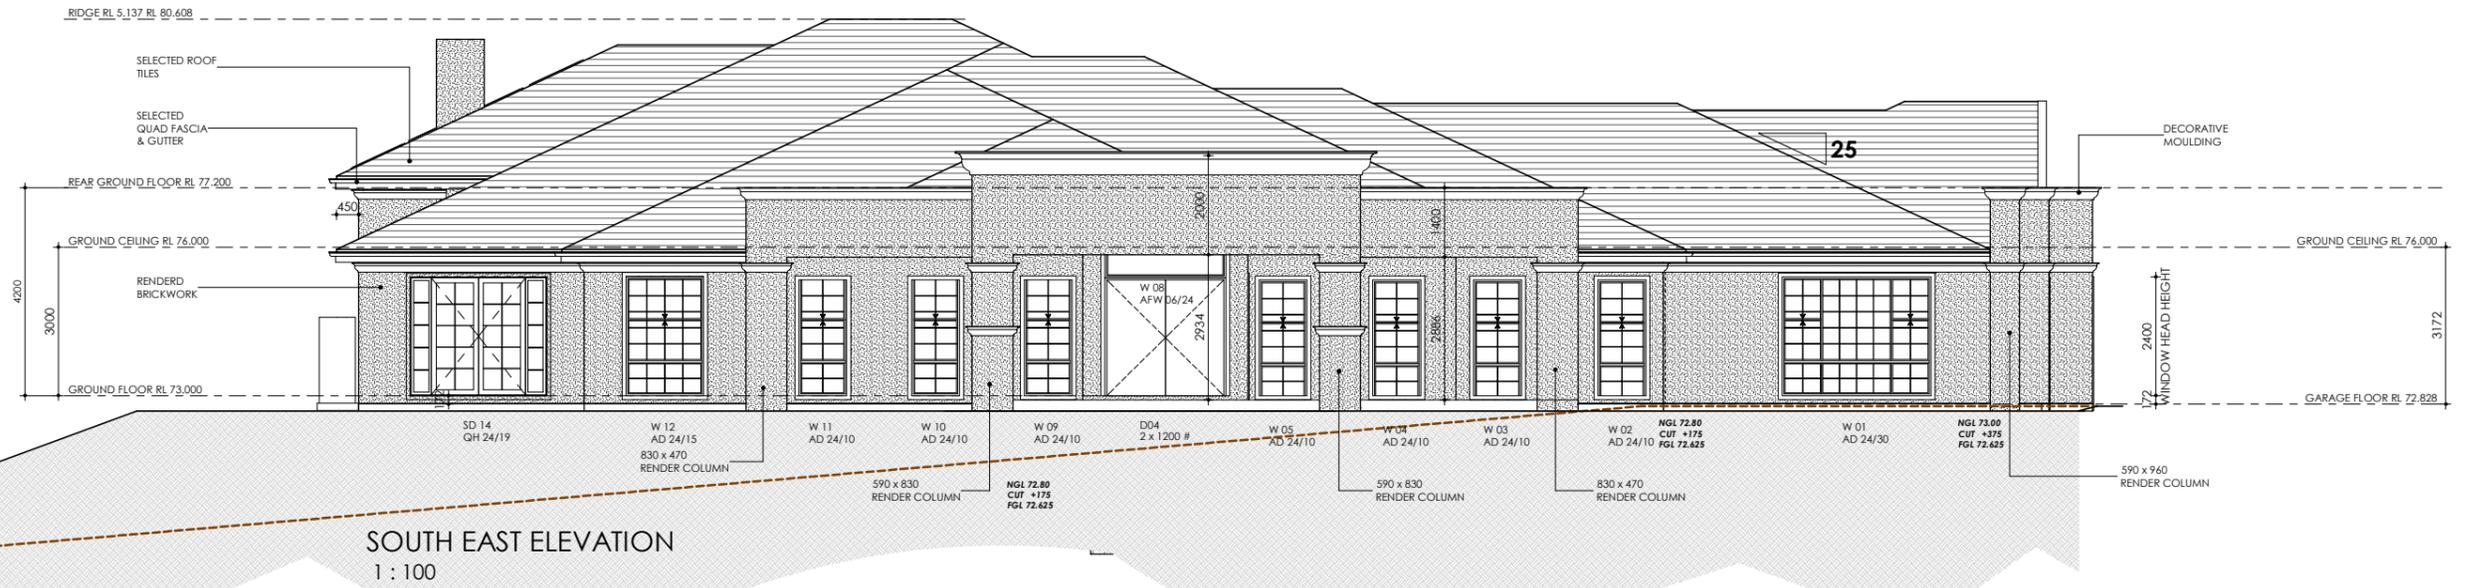 RIDGE RL 5.137 RL 80.608
SELECTED ROOF
TILES
SELECTED
QUAD FASCIA
& GUTTER
25
DECORATIVE
MOULDING
REAR GROUND FLOOR RL 77.200
450
2000
1400
GROUND CEILING RL 76.000
GROUND CEILING RL 76.000
RENDERD
BRICKWORK
4200
3000
W 08
AFW 06/24
2934
2886
2400
WINDOW HEAD HEIGHT
3172
172
GROUND FLOOR RL 73.000
GARAGE FLOOR RL 72.828
SD 14
QH 24/19
W 12
AD 24/15
W 11
AD 24/10
W 10
AD 24/10
W 09
AD 24/10
D04
2 x 1200 #
W 05
AD 24/10
W 04
AD 24/10
W 03
AD 24/10
W 02
AD 24/10
NGL 72.80
CUT +175
FGL 72.625
W 01
AD 24/30
NGL 73.00
CUT +375
FGL 72.625
830 x 470
RENDER COLUMN
590 x 830
RENDER COLUMN
NGL 72.80
CUT +175
FGL 72.625
590 x 830
RENDER COLUMN
830 x 470
RENDER COLUMN
590 x 960
RENDER COLUMN
SOUTH EAST ELEVATION
1 : 100